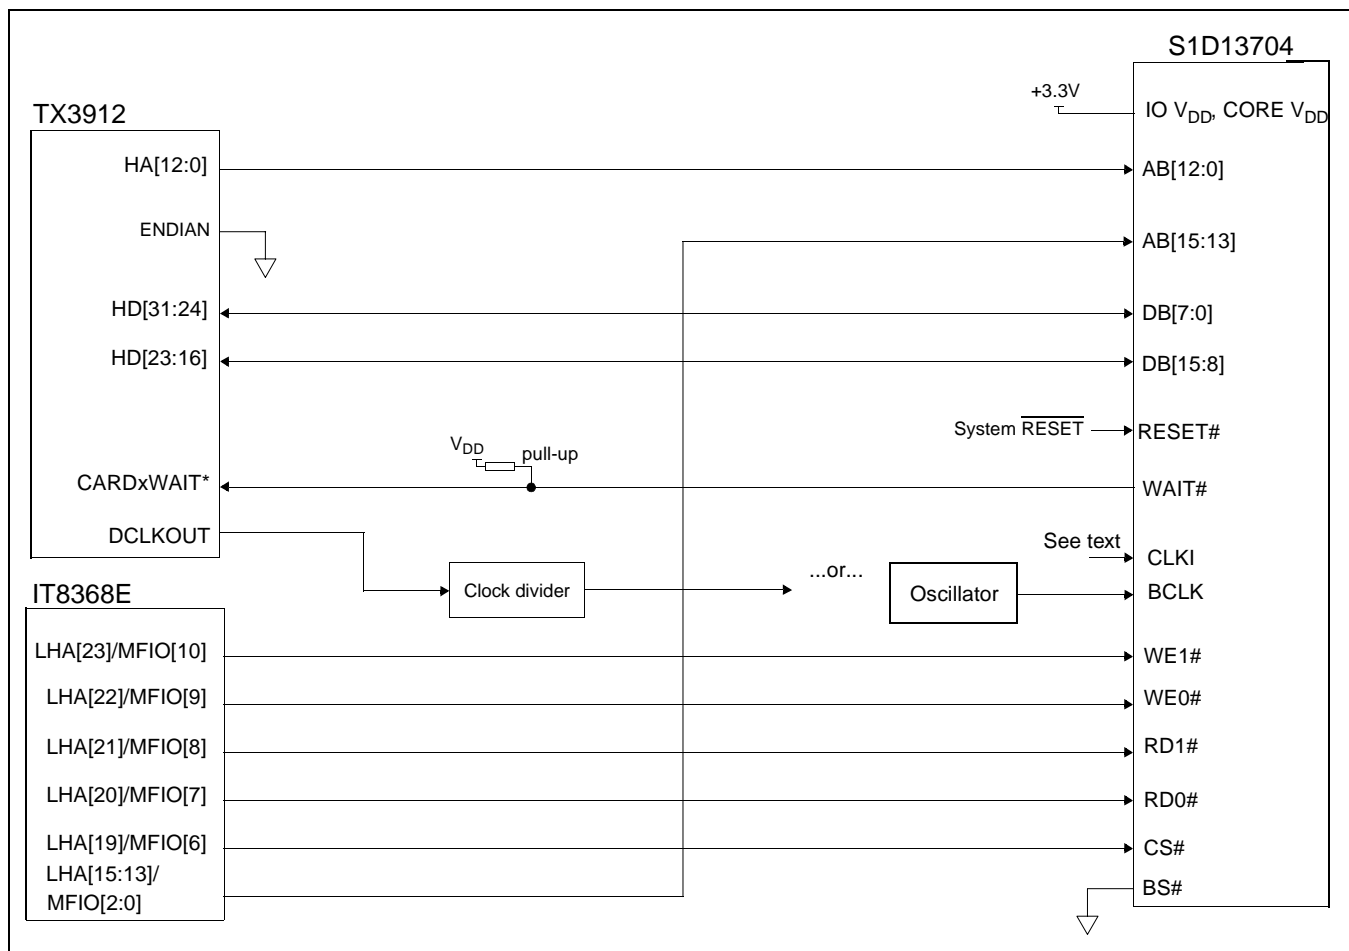 S1D13704
+3.3V
IO VDD, CORE VDD
TX3912
HA[12:0]
AB[12:0]
ENDIAN
AB[15:13]
HD[31:24]
DB[7:0]
HD[23:16]
DB[15:8]
System RESET
RESET#
VDD
pull-up
CARDxWAIT*
WAIT#
DCLKOUT
See text
CLKI
...or...
Clock divider
Oscillator
BCLK
IT8368E
LHA[23]/MFIO[10]
WE1#
LHA[22]/MFIO[9]
WE0#
LHA[21]/MFIO[8]
RD1#
LHA[20]/MFIO[7]
RD0#
LHA[19]/MFIO[6]
CS#
LHA[15:13]/
MFIO[2:0]
BS#